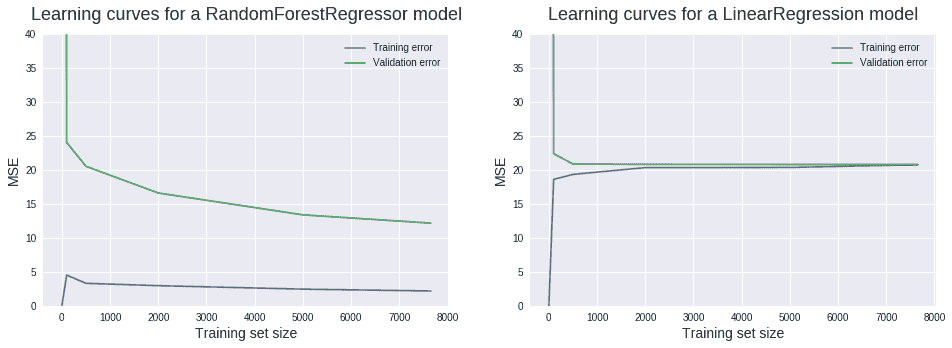 Learning curves for a RandomForestRegressor model
MSE
40
35
30
25
20
15
10
5
0
Training error
Validation error
0 1000 2000 3000 4000 5000 6000 7000 8000
Training set size
Learning curves for a LinearRegression model
MSE
40
35
30
25
20
15
10
5
0
Training error
Validation error
0 1000 2000 3000 4000 5000 6000 7000 8000
Training set size